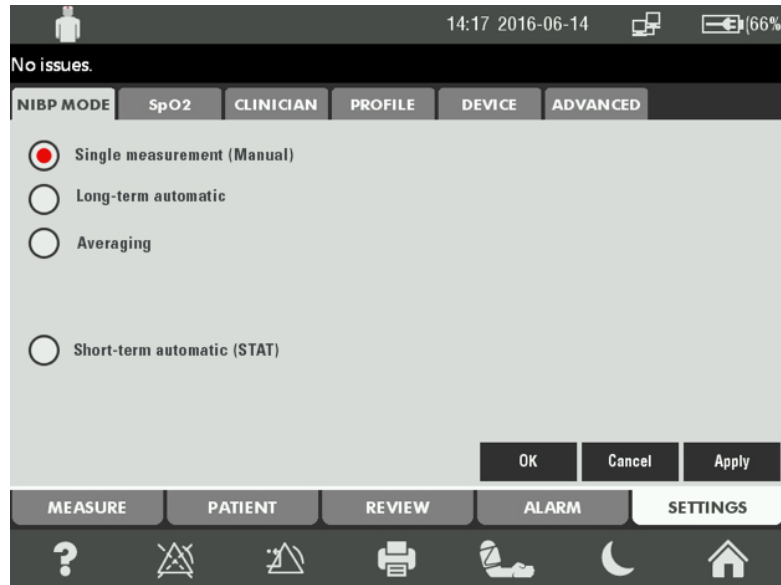 14:17 2016-06-14 (66%
No issues.
NIBP MODE SpO2 CLINICIAN PROFILE DEVICE ADVANCED
Single measurement (Manual)
Long-term automatic
Averaging
Short-term automatic (STAT)
OK Cancel Apply
MEASURE PATIENT REVIEW ALARM SETTINGS
?